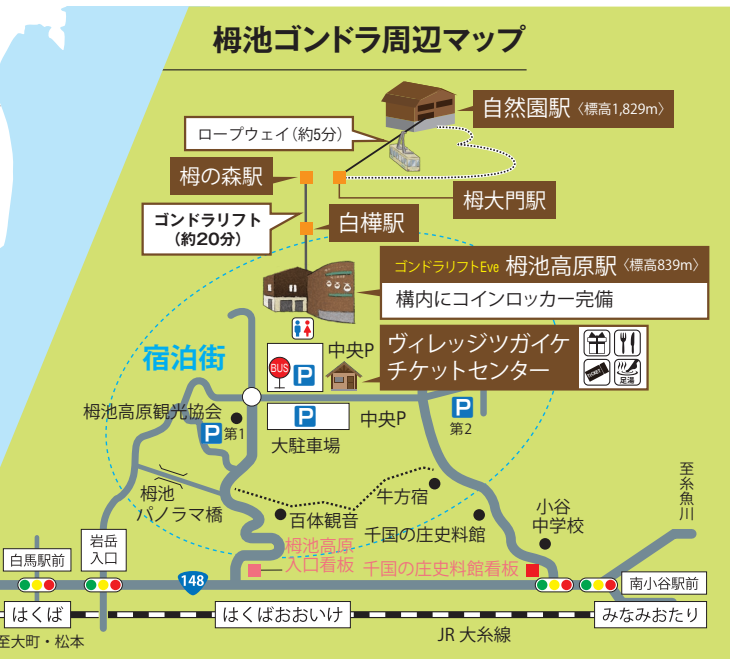 栂池ゴンドラ周辺マップ
自然園駅〈標高1,829m〉
ロープウェイ(約5分)
栂の森駅
栂大門駅
ゴンドラリフト
(約20分)
白樺駅
ゴンドラリフトEve 栂池高原駅〈標高839m〉
構内にコインロッカー完備
宿泊街
中央P
BUS
P
ヴィレッジツガイケ
チケットセンター
TICKET
足湯
栂池高原観光協会
P 第1
P
中央P
大駐車場
P
第2
栂池
パノラマ橋
百体観音
牛方宿
千国の庄史料館
小谷
中学校
至糸魚川
栂池高原
入口看板
千国の庄史料館看板
白馬駅前
岩岳
入口
148
南小谷駅前
はくば
はくばおおいけ
みなみおたり
至大町・松本
JR 大糸線